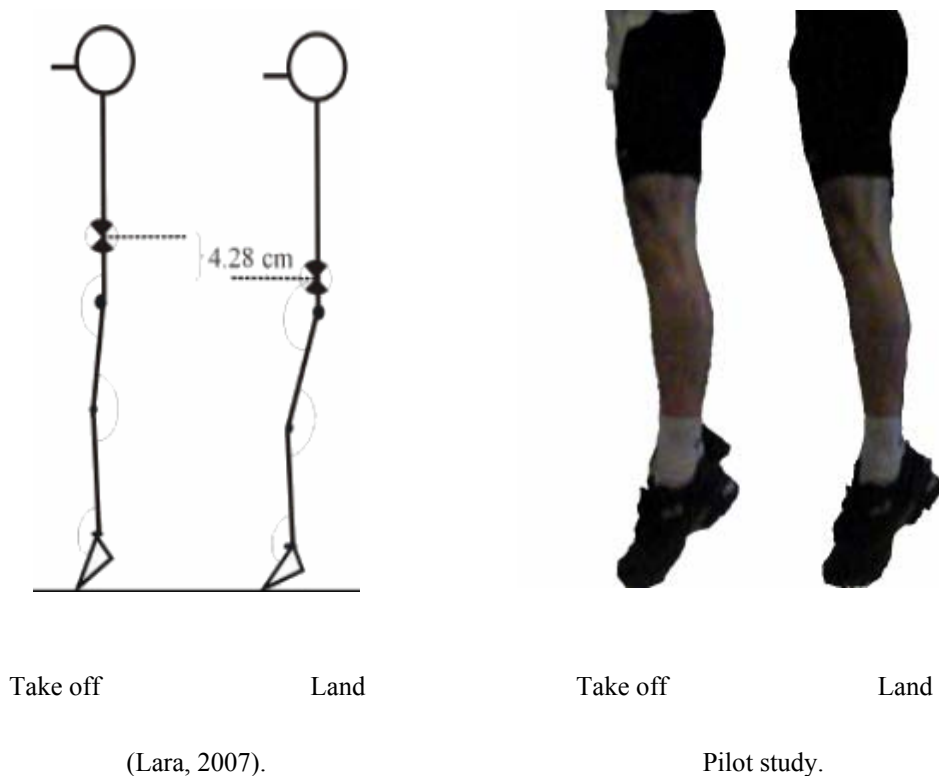 4.28 cm
Take off Land Take off Land
(Lara, 2007). Pilot study.